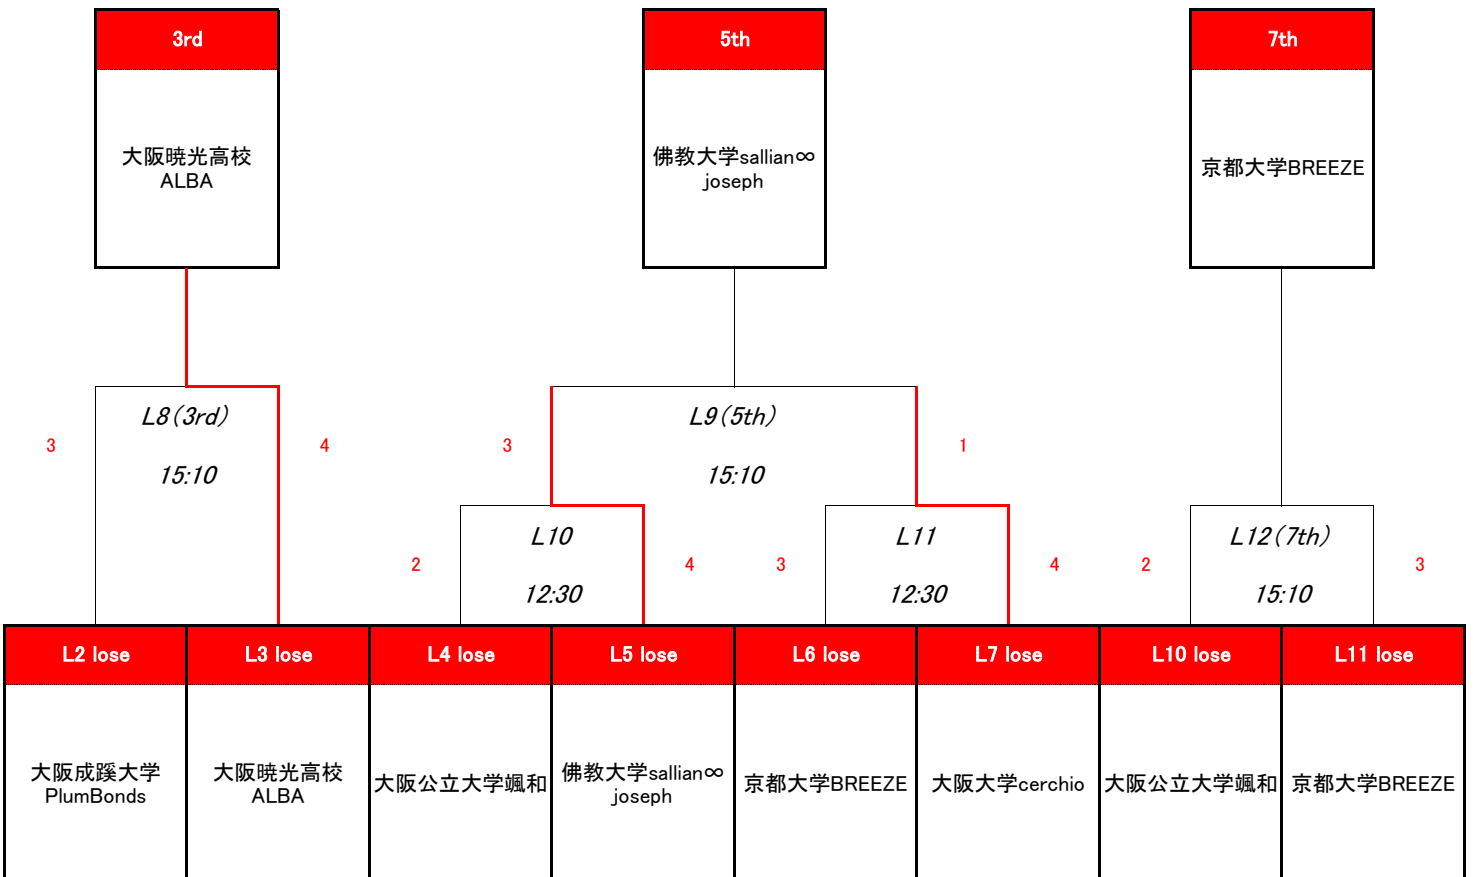 3rd
5th
7th
大阪暁光高校
ALBA
佛教大学sallian∞
joseph
京都大学BREEZE
L8（3rd）
15:10
3
4
L9（5th）
15:10
3
1
L10
12:30
2
4
L11
12:30
3
4
L12（7th）
15:10
2
3
L2 lose
L3 lose
L4 lose
L5 lose
L6 lose
L7 lose
L10 lose
L11 lose
大阪成蹊大学
PlumBonds
大阪暁光高校
ALBA
大阪公立大学颯和
佛教大学sallian∞
joseph
京都大学BREEZE
大阪大学cerchio
大阪公立大学颯和
京都大学BREEZE